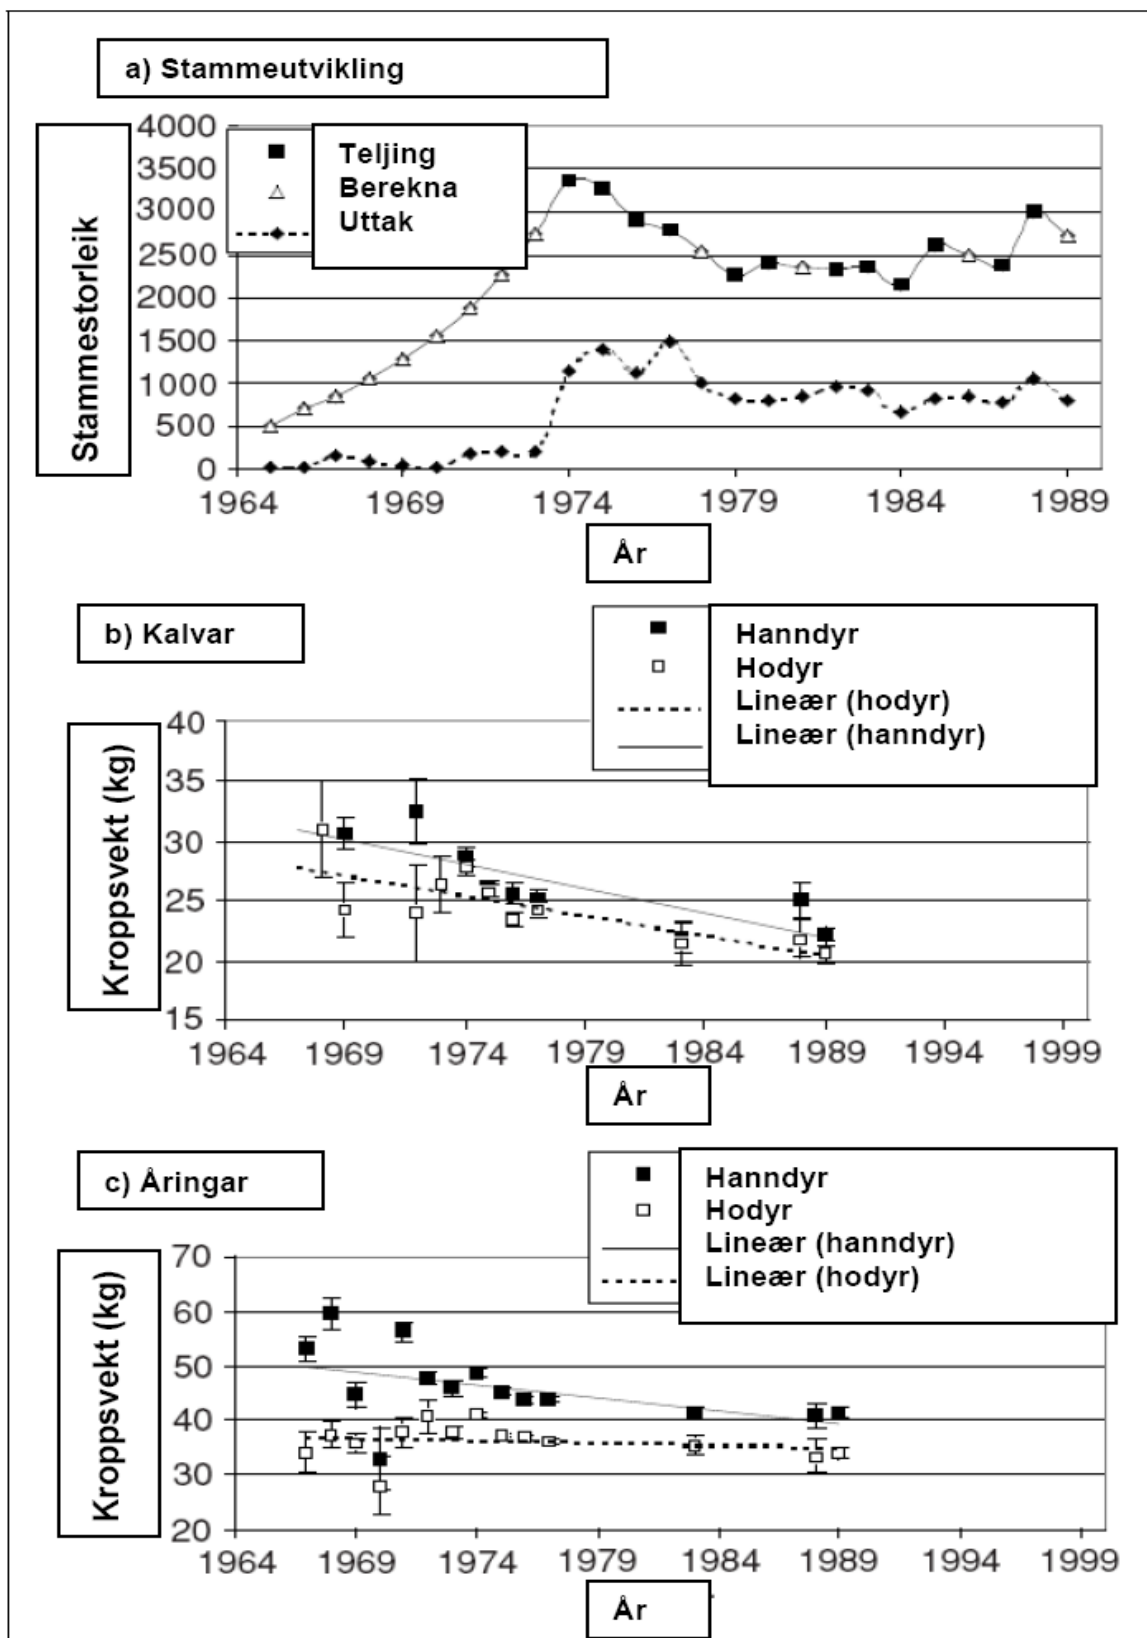 a) Stammeutvikling
Stammestorleik
4000
3500
3000
2500
2000
1500
1000
500
0
Teljing
Berekna
Uttak
1964 1969 1974 1979 1984 1989
År
b) Kalvar
Hanndyr
Hodyr
Lineær (hodyr)
Lineær (hanndyr)
Kroppsvekt (kg)
40
35
30
25
20
15
1964 1969 1974 1979 1984 1989 1994 1999
År
c) Åringar
Hanndyr
Hodyr
Lineær (hanndyr)
Lineær (hodyr)
Kroppsvekt (kg)
70
60
50
40
30
20
1964 1969 1974 1979 1984 1989 1994 1999
År